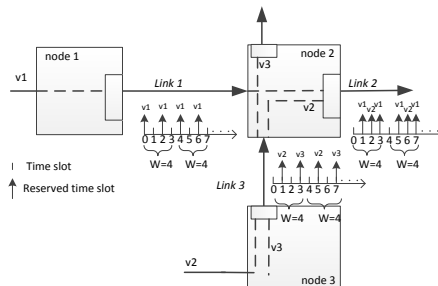 node 1
v1
Link 1
v3
node 2
v2
Link 2
v1 v1 v1 v1
0 1 2 3 4 5 6 7 ....
W=4 W=4
v1 v2 v1 v1 v2 v1
0 1 2 3 4 5 6 7 ....
W=4 W=4
Time slot
Reserved time slot
Link 3
v2 v3 v2 v3
0 1 2 3 4 5 6 7 ....
W=4 W=4
v3
v2
node 3